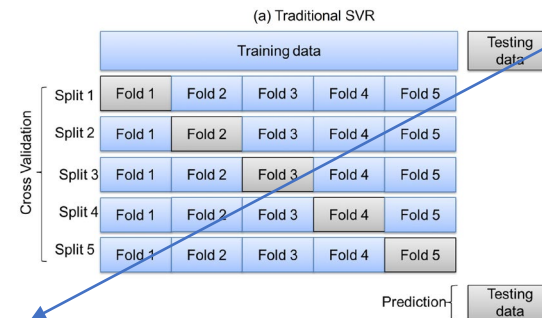 (a) Traditional SVR
Training data
Testing
data
Cross Validation
Split 1 Fold 1 Fold 2 Fold 3 Fold 4 Fold 5
Split 2 Fold 1 Fold 2 Fold 3 Fold 4 Fold 5
Split 3 Fold 1 Fold 2 Fold 3 Fold 4 Fold 5
Split 4 Fold 1 Fold 2 Fold 3 Fold 4 Fold 5
Split 5 Fold 1 Fold 2 Fold 3 Fold 4 Fold 5
Prediction
Testing
data